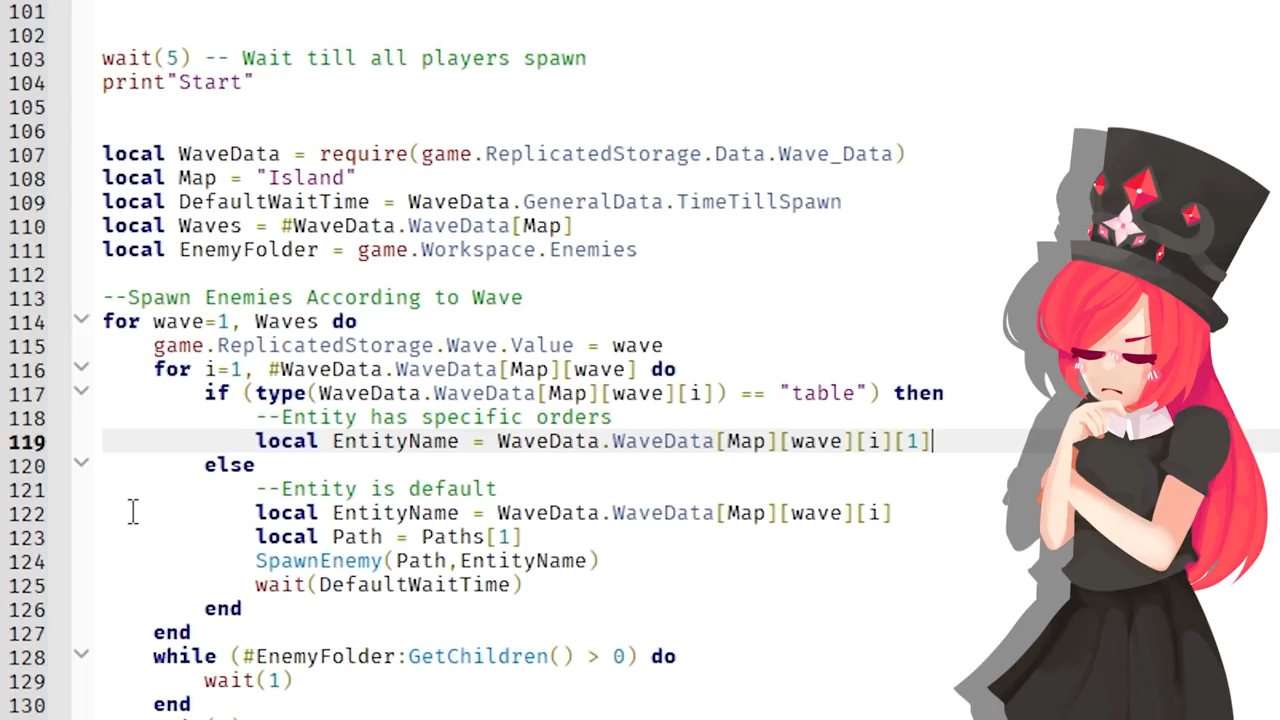 101
102
103 wait(5) -- Wait till all players spawn
104 print"Start"
105
106
107 local WaveData = require(game.ReplicatedStorage.Data.Wave_Data)
108 local Map = "Island"
109 local DefaultWaitTime = WaveData.GeneralData.TimeTillSpawn
110 local Waves = #WaveData.WaveData[Map]
111 local EnemyFolder = game.Workspace.Enemies
112
113 --Spawn Enemies According to Wave
114 for wave=1, Waves do
115 game.ReplicatedStorage.Wave.Value = wave
116 for i=1, #WaveData.WaveData[Map][wave] do
117 if (type(WaveData.WaveData[Map][wave][i]) == "table") then
118 --Entity has specific orders
119 local EntityName = WaveData.WaveData[Map][wave][i][1]
120 else
121 --Entity is default
122 local EntityName = WaveData.WaveData[Map][wave][i]
123 local Path = Paths[1]
124 SpawnEnemy(Path,EntityName)
125 wait(DefaultWaitTime)
126 end
127 end
128 while (#EnemyFolder:GetChildren() > 0) do
129 wait(1)
130 end